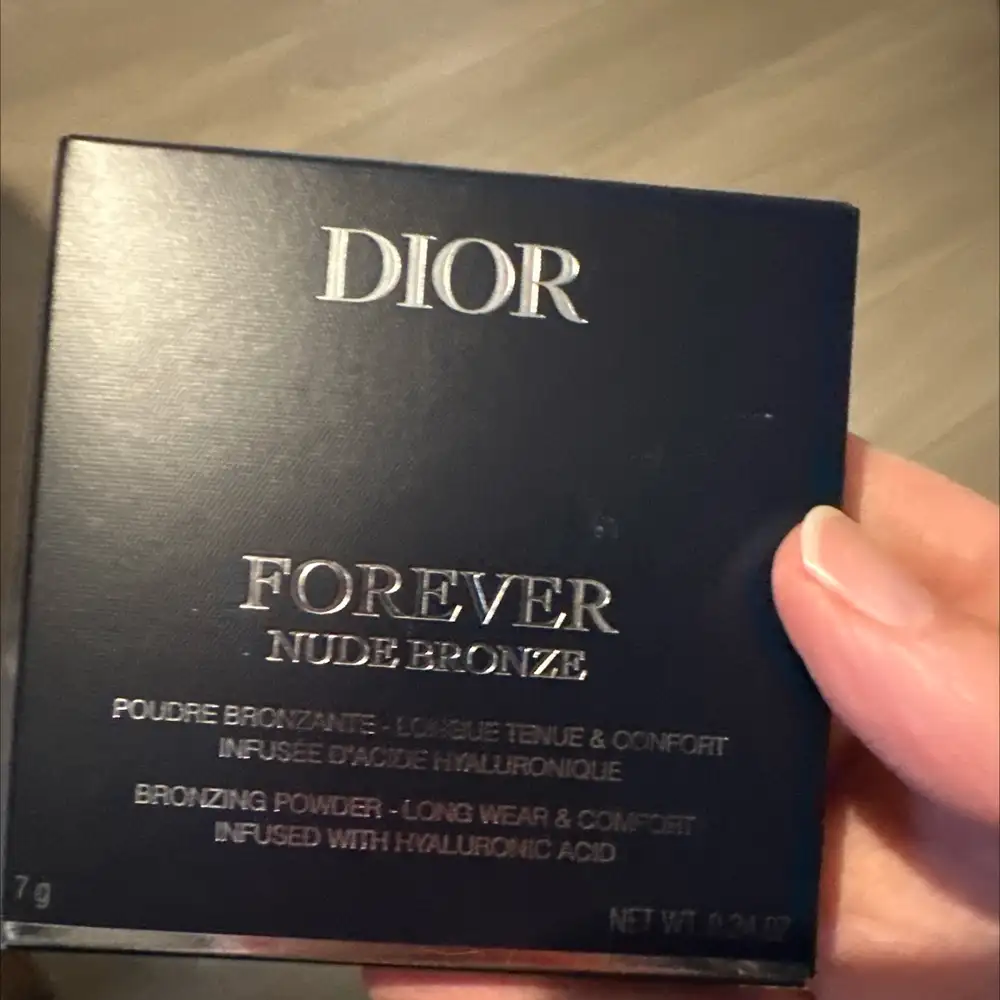 DIOR
FOREVER
NUDE BRONZE
POUDRE BRONZANTE - LONGUE TENUE & CONFORT
INFUSÉE D'ACIDE HYALURONIQUE
BRONZING POWDER - LONG WEAR & COMFORT
INFUSED WITH HYALURONIC ACID
7 g
NET WT. 0.24 OZ